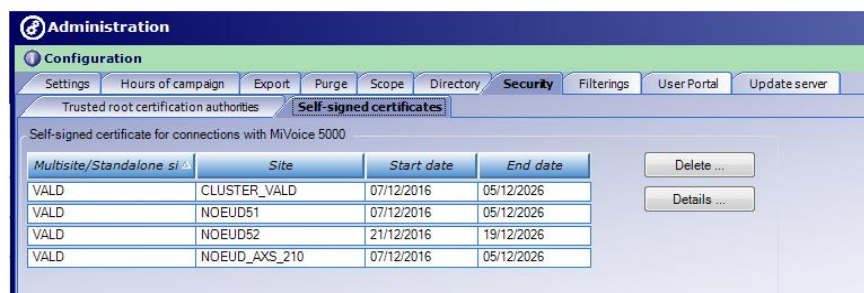 Administration
Configuration
Settings Hours of campaign Export Purge Scope Directory Security Filterings User Portal Update server
Trusted root certification authorities Self-signed certificates
Self-signed certificate for connections with MiVoice 5000
Multisite/Standalone si Site Start date End date Delete ...
VALD CLUSTER_VALD 07/12/2016 05/12/2026
Details ...
VALD NOEUD51 07/12/2016 05/12/2026
VALD NOEUD52 21/12/2016 19/12/2026
VALD NOEUD_AXS_210 07/12/2016 05/12/2026